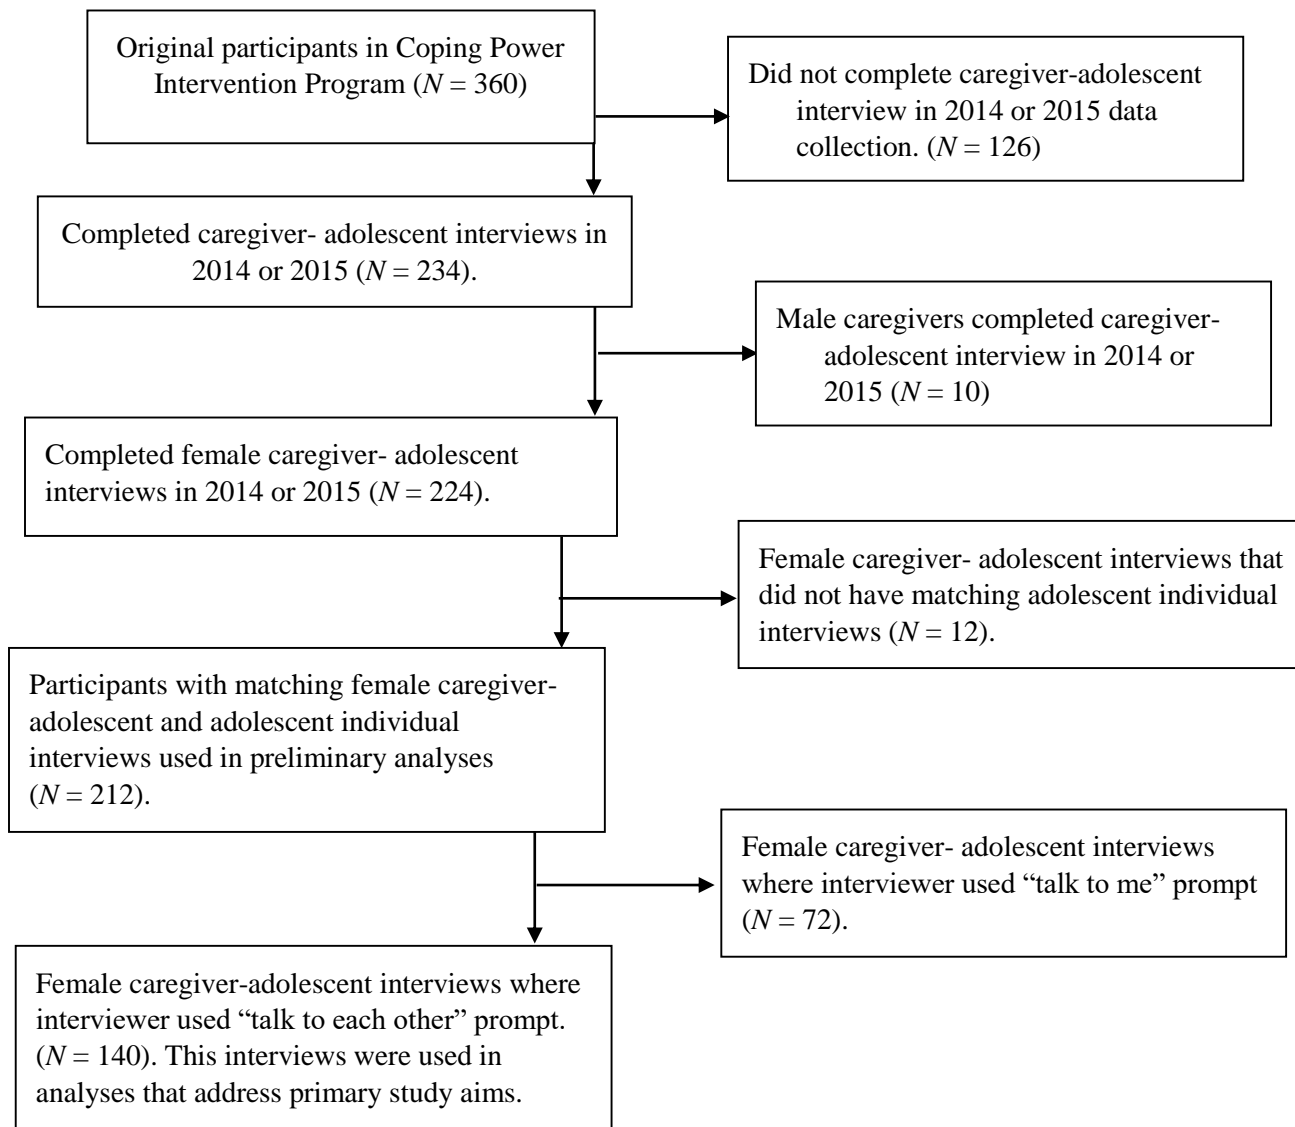 Original participants in Coping Power
Intervention Program (N = 360)
Did not complete caregiver-adolescent
interview in 2014 or 2015 data
collection. (N = 126)
Completed caregiver- adolescent interviews in
2014 or 2015 (N = 234).
Male caregivers completed caregiver-
adolescent interview in 2014 or
2015 (N = 10)
Completed female caregiver- adolescent
interviews in 2014 or 2015 (N = 224).
Female caregiver- adolescent interviews that
did not have matching adolescent individual
interviews (N = 12).
Participants with matching female caregiver-
adolescent and adolescent individual
interviews used in preliminary analyses
(N = 212).
Female caregiver- adolescent interviews
where interviewer used “talk to me” prompt
(N = 72).
Female caregiver-adolescent interviews where
interviewer used “talk to each other” prompt.
(N = 140). This interviews were used in
analyses that address primary study aims.